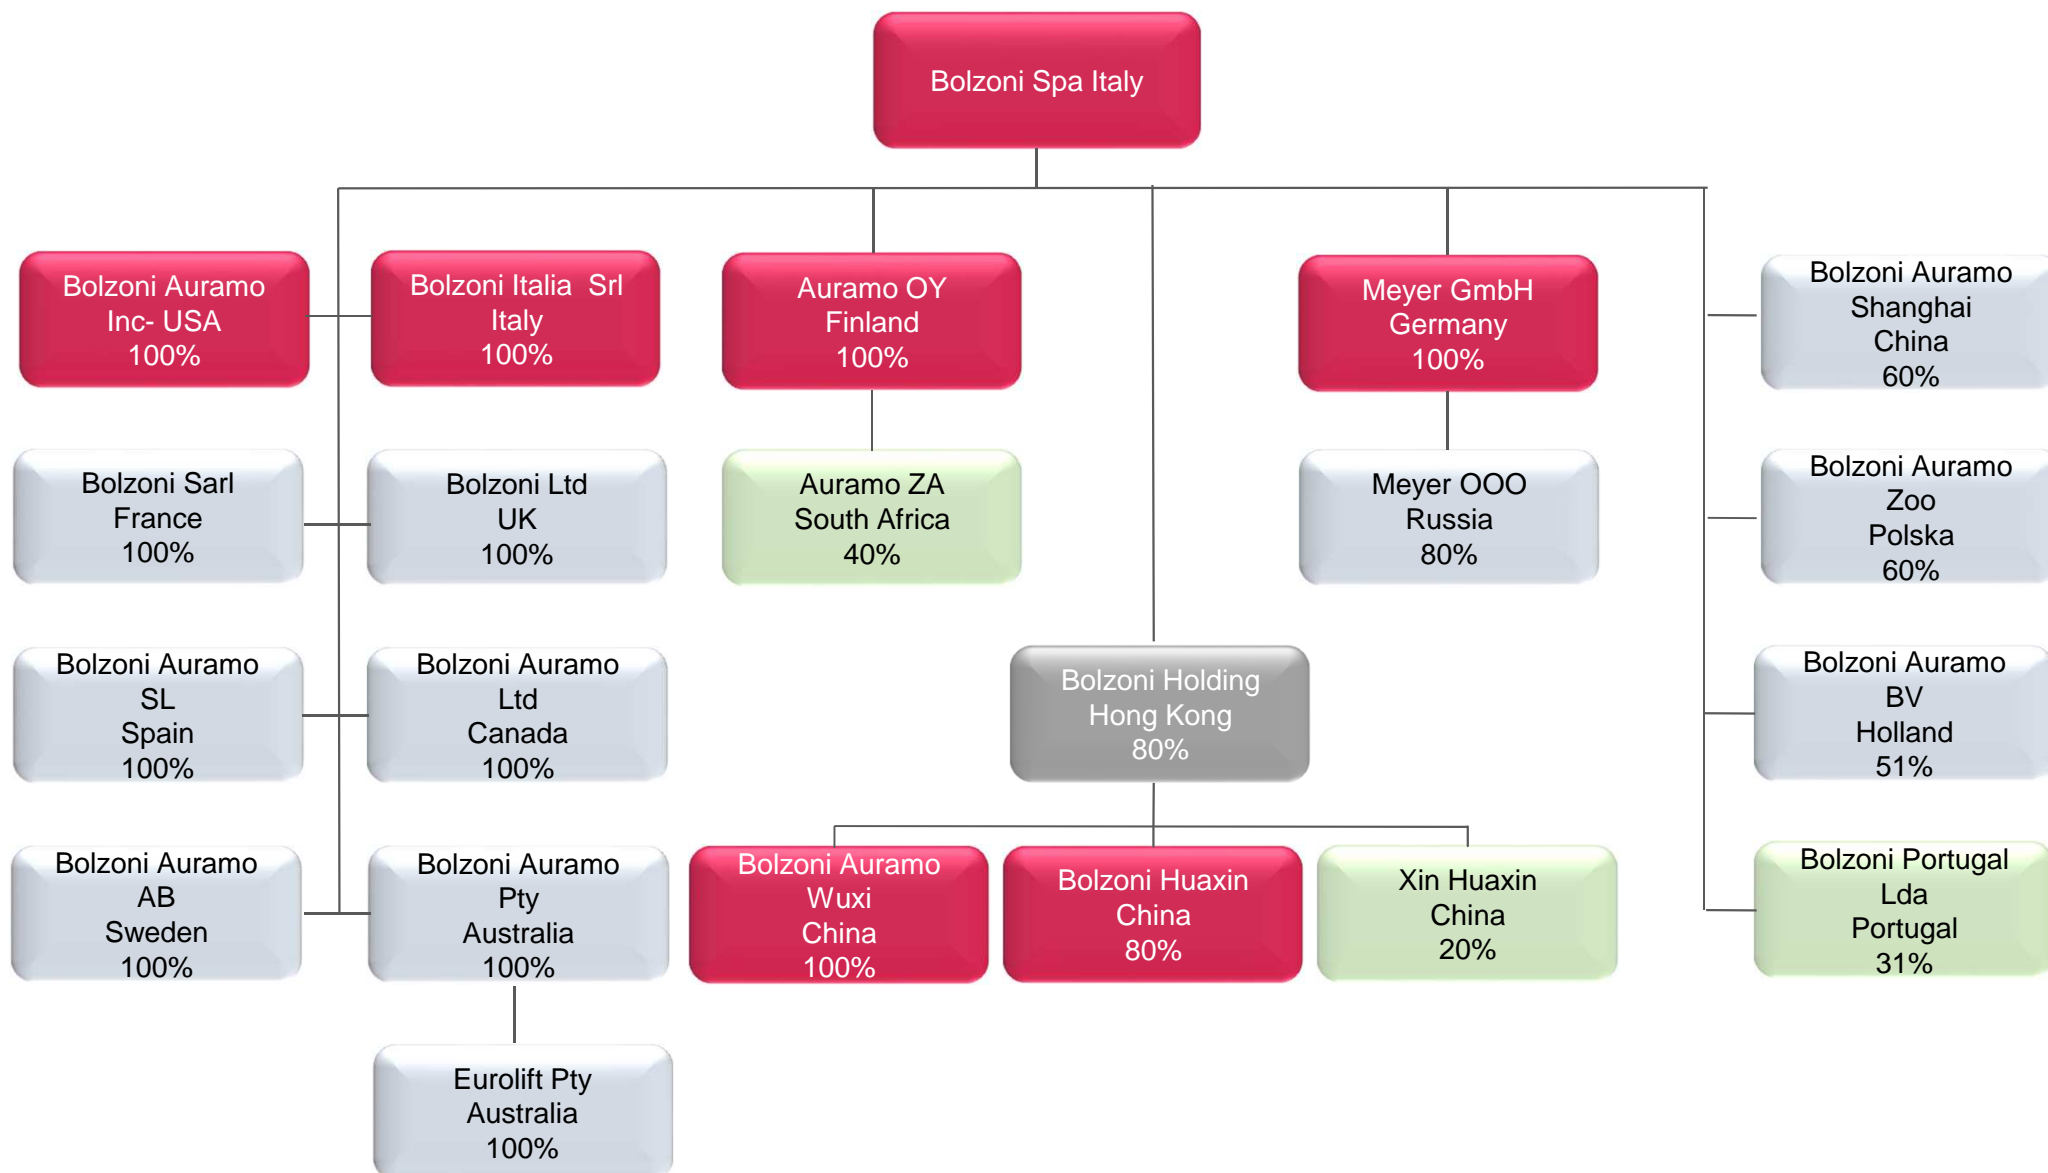 Bolzoni Spa Italy
Bolzoni Auramo
Inc- USA
100%
Bolzoni Italia  Srl
Italy
100%
Auramo OY
Finland
100%
Meyer GmbH
Germany
100%
Bolzoni Auramo
Shanghai
China
60%
Bolzoni Sarl
France
100%
Bolzoni Ltd
UK
100%
Auramo ZA
South Africa
40%
Meyer OOO
Russia
80%
Bolzoni Auramo
Zoo
Polska
60%
Bolzoni Auramo
SL
Spain
100%
Bolzoni Auramo
Ltd
Canada
100%
Bolzoni Holding
Hong Kong
80%
Bolzoni Auramo
BV
Holland
51%
Bolzoni Auramo
AB
Sweden
100%
Bolzoni Auramo
Pty
Australia
100%
Bolzoni Auramo
Wuxi
China
100%
Bolzoni Huaxin
China
80%
Xin Huaxin
China
20%
Bolzoni Portugal
Lda
Portugal
31%
Eurolift Pty
Australia
100%